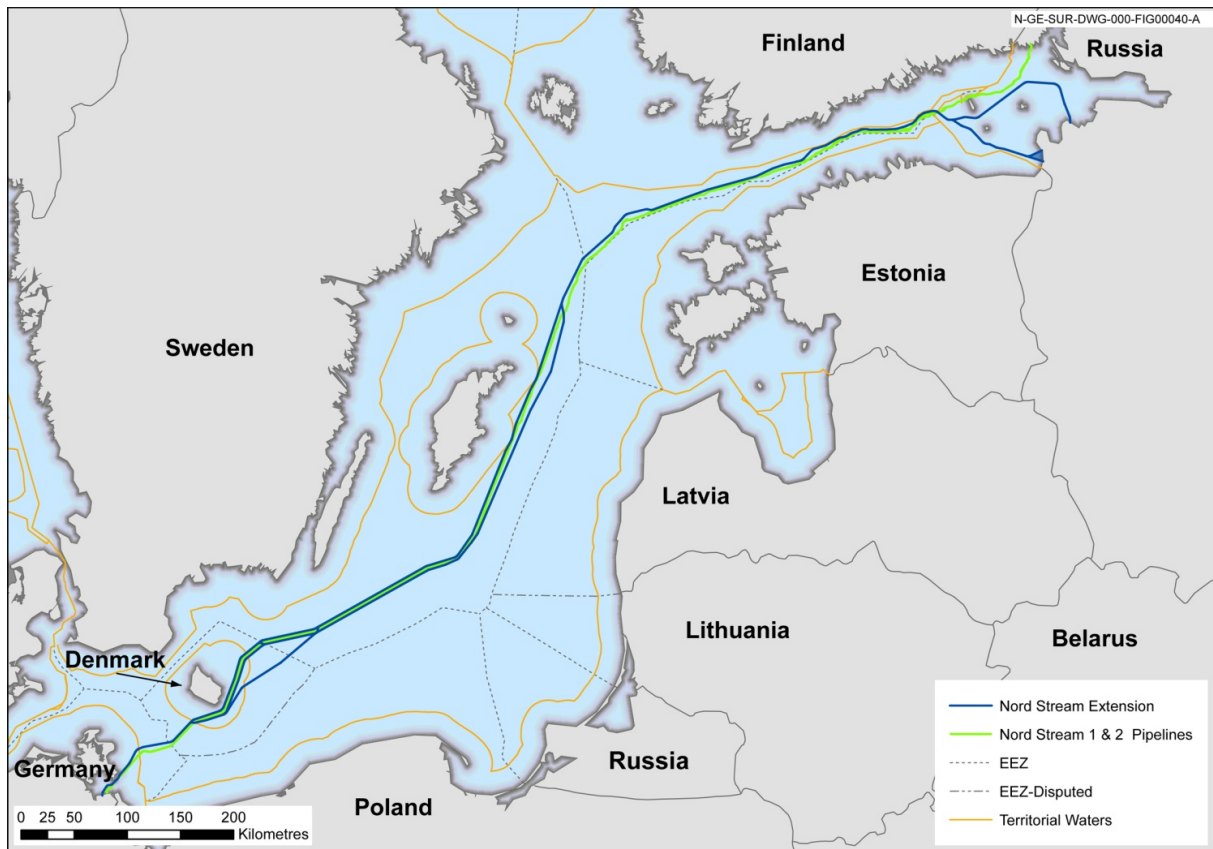 N-GE-SUR-DWG-000-FIG00040-A
Finland
Russia
Estonia
Sweden
Latvia
Lithuania
Belarus
Denmark
Germany
Poland
Russia
0 25 50 100 150 200
Kilometres
Nord Stream Extension
Nord Stream 1 & 2 Pipelines
EEZ
EEZ-Disputed
Territorial Waters